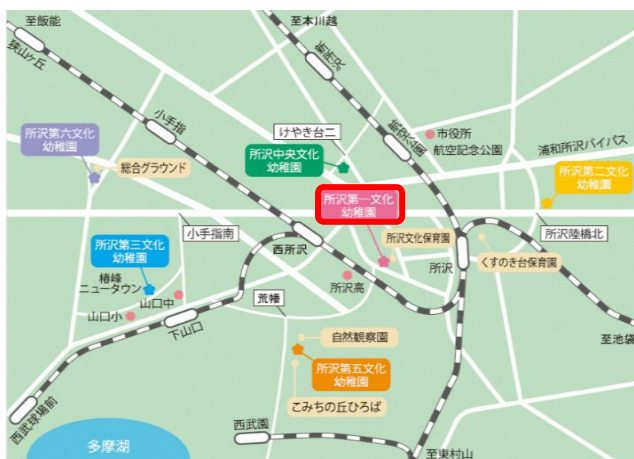 至飯能
至本川越
狭山ヶ丘
新所沢
小手指
航空公園
市役所
航空記念公園
けやき台二
浦和所沢バイパス
所沢第六文化
幼稚園
総合グラウンド
所沢中央文化
幼稚園
所沢第一文化
幼稚園
所沢第二文化
幼稚園
小手指南
所沢陸橋北
所沢第三文化
幼稚園
西所沢
所沢文化保育園
所沢
くすのき台保育園
椿峰
ニュータウン
山口中
所沢高
荒幡
山口小
下山口
自然観察園
至池袋
所沢第五文化
幼稚園
こみちの丘ひろば
西武球場前
多摩湖
西武園
至東村山